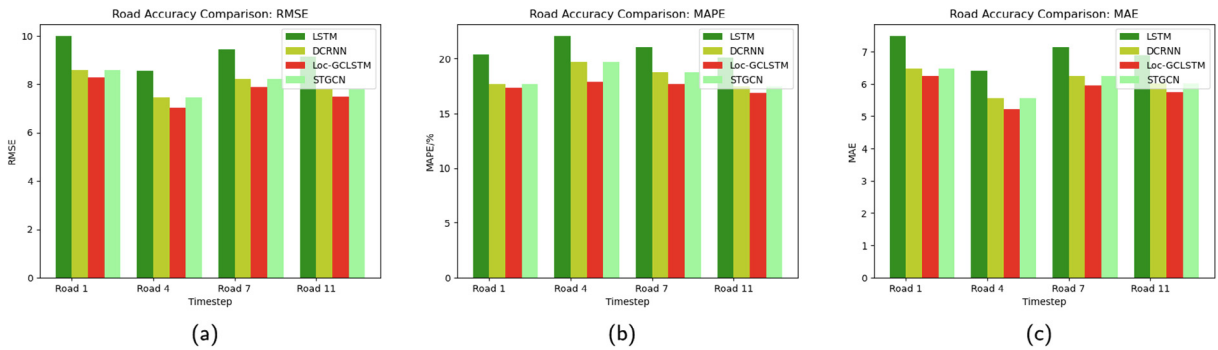 Road Accuracy Comparison: RMSE
10
8
6
4
2
0
RMSE
LSTM
DCRNN
Loc-GCLSTM
STGCN
Road 1 Road 4 Road 7 Road 11
Timestep
(a)
Road Accuracy Comparison: MAPE
20
15
10
5
0
MAPE/%
LSTM
DCRNN
Loc-GCLSTM
STGCN
Road 1 Road 4 Road 7 Road 11
Timestep
(b)
Road Accuracy Comparison: MAE
7
6
5
4
3
2
1
0
MAE
LSTM
DCRNN
Loc-GCLSTM
STGCN
Road 1 Road 4 Road 7 Road 11
Timestep
(c)